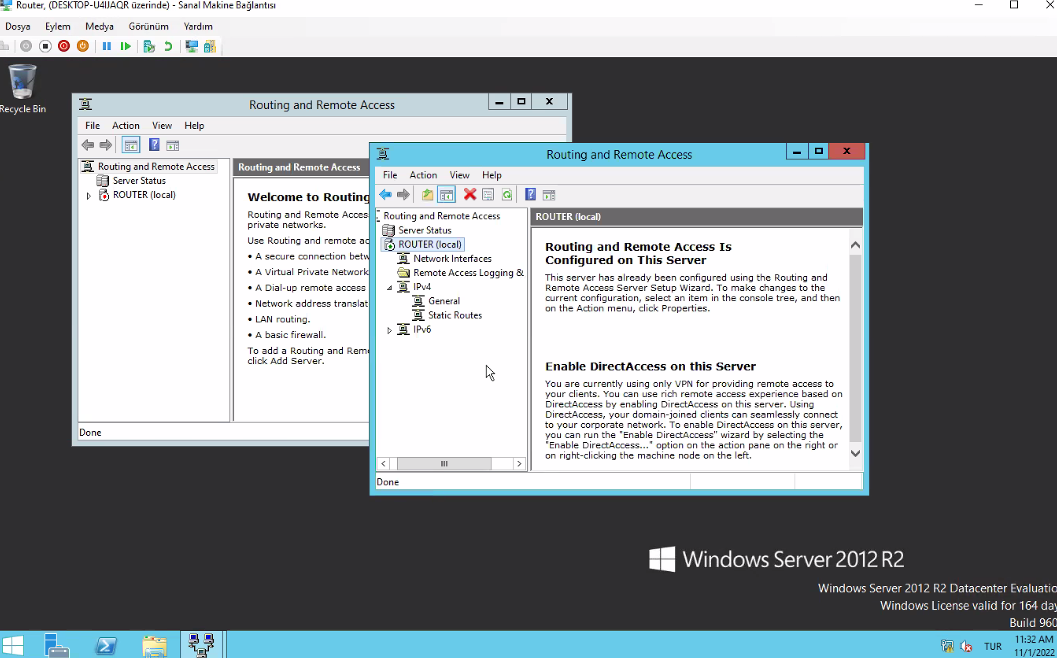 Router, (DESKTOP-U4IJAQR üzerinde) - Sanal Makine Bağlantısı
Dosya Eylem Medya Görünüm Yardım
Recycle Bin
Routing and Remote Access
File Action View Help
Routing and Remote Access
Server Status
ROUTER (local)
Routing and Remote Access
Welcome to Routing
Routing and Remote Acces
private networks.
Use Routing and remote ac
• A secure connection betw
• A Virtual Private Network
• A Dial-up remote access
• Network address translat
• LAN routing.
• A basic firewall.
To add a Routing and Rem
click Add Server.
Done
Routing and Remote Access
File Action View Help
Routing and Remote Access
Server Status
ROUTER (local)
Network Interfaces
Remote Access Logging &
IPv4
General
Static Routes
IPv6
ROUTER (local)
Routing and Remote Access Is
Configured on This Server
This server has already been configured using the Routing and
Remote Access Server Setup Wizard. To make changes to the
current configuration, select an item in the console tree, and then
on the Action menu, click Properties.
Enable DirectAccess on this Server
You are currently using only VPN for providing remote access to
your clients. You can use rich remote access experience based on
DirectAccess by enabling DirectAccess on this server. Using
DirectAccess, your domain-joined clients can seamlessly connect
to your corporate network. To enable DirectAccess on this server,
you can run the "Enable DirectAccess" wizard by selecting the
"Enable DirectAccess..." option on the action pane on the right or
on right-clicking the machine node on the left.
Done
Windows Server 2012 R2
Windows Server 2012 R2 Datacenter Evaluatio
Windows License valid for 164 day
Build 960
TUR
11:32 AM
11/1/2022